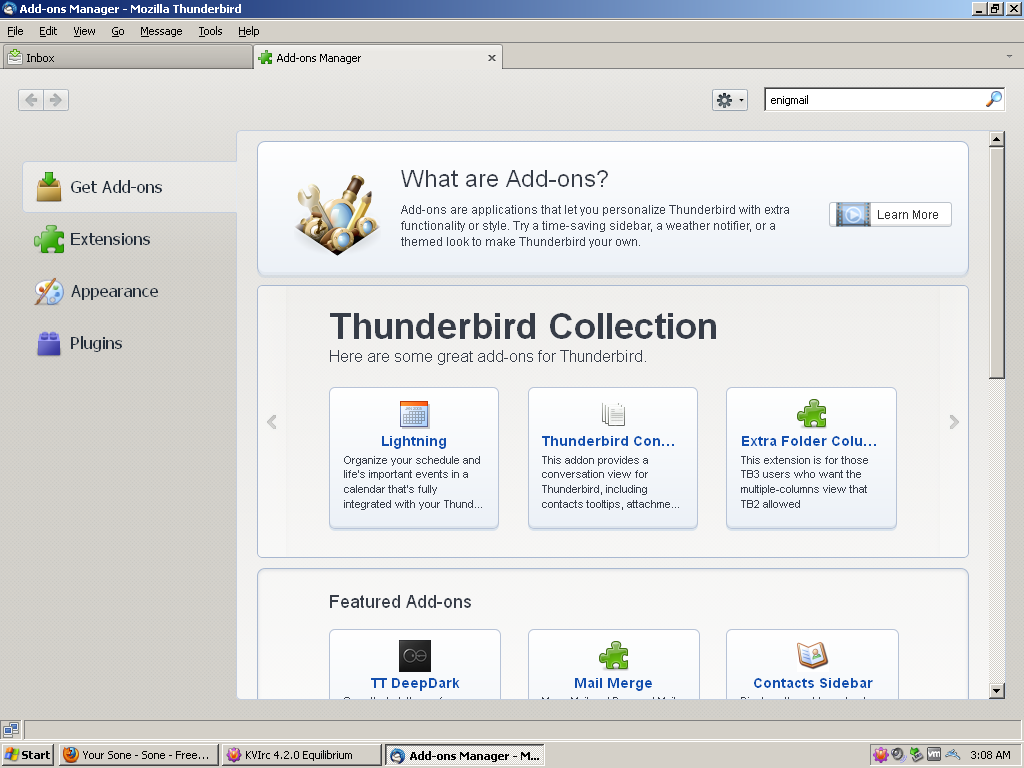 Add-ons Manager - Mozilla Thunderbird
File Edit View Go Message Tools Help
Inbox
Add-ons Manager
enigmail
Get Add-ons
Extensions
Appearance
Plugins
What are Add-ons?
Add-ons are applications that let you personalize Thunderbird with extra
functionality or style. Try a time-saving sidebar, a weather notifier, or a
themed look to make Thunderbird your own.
Learn More
Thunderbird Collection
Here are some great add-ons for Thunderbird.
Lightning
Organize your schedule and
life's important events in a
calendar that's fully
integrated with your Thund...
Thunderbird Con...
This addon provides a
conversation view for
Thunderbird, including
contacts tooltips, attachme...
Extra Folder Colu...
This extension is for those
TB3 users who want the
multiple-columns view that
TB2 allowed
Featured Add-ons
TT DeepDark
Mail Merge
Contacts Sidebar
Start
Your Sone - Sone - Free...
KVIrc 4.2.0 Equilibrium
Add-ons Manager - M...
3:08 AM